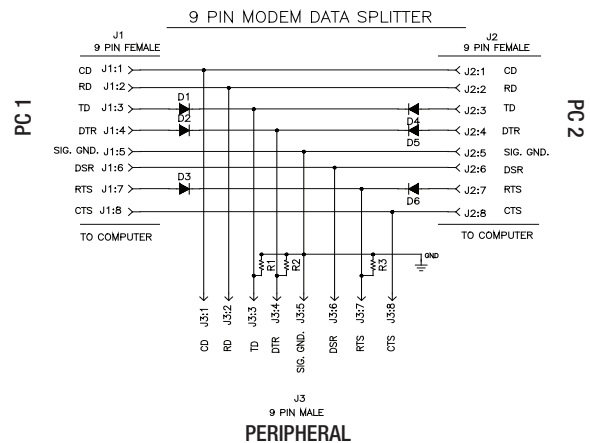 9 PIN MODEM DATA SPLITTER
J1
9 PIN FEMALE
J2
9 PIN FEMALE
PC 1
PC 2
CD J1:1
J2:1 CD
RD J1:2
J2:2 RD
D1
TD J1:3
J2:3 TD
D2
D4
DTR J1:4
J2:4 DTR
D5
SIG. GND. J1:5
J2:5 SIG. GND.
DSR J1:6
J2:6 DSR
D3
RTS J1:7
J2:7 RTS
D6
CTS J1:8
J2:8 CTS
TO COMPUTER
TO COMPUTER
R1
R2
R3
GND
CD J3:1
RD J3:2
TD J3:3
DTR J3:4
SIG. GND. J3:5
DSR J3:6
RTS J3:7
CTS J3:8
J3
9 PIN MALE
PERIPHERAL